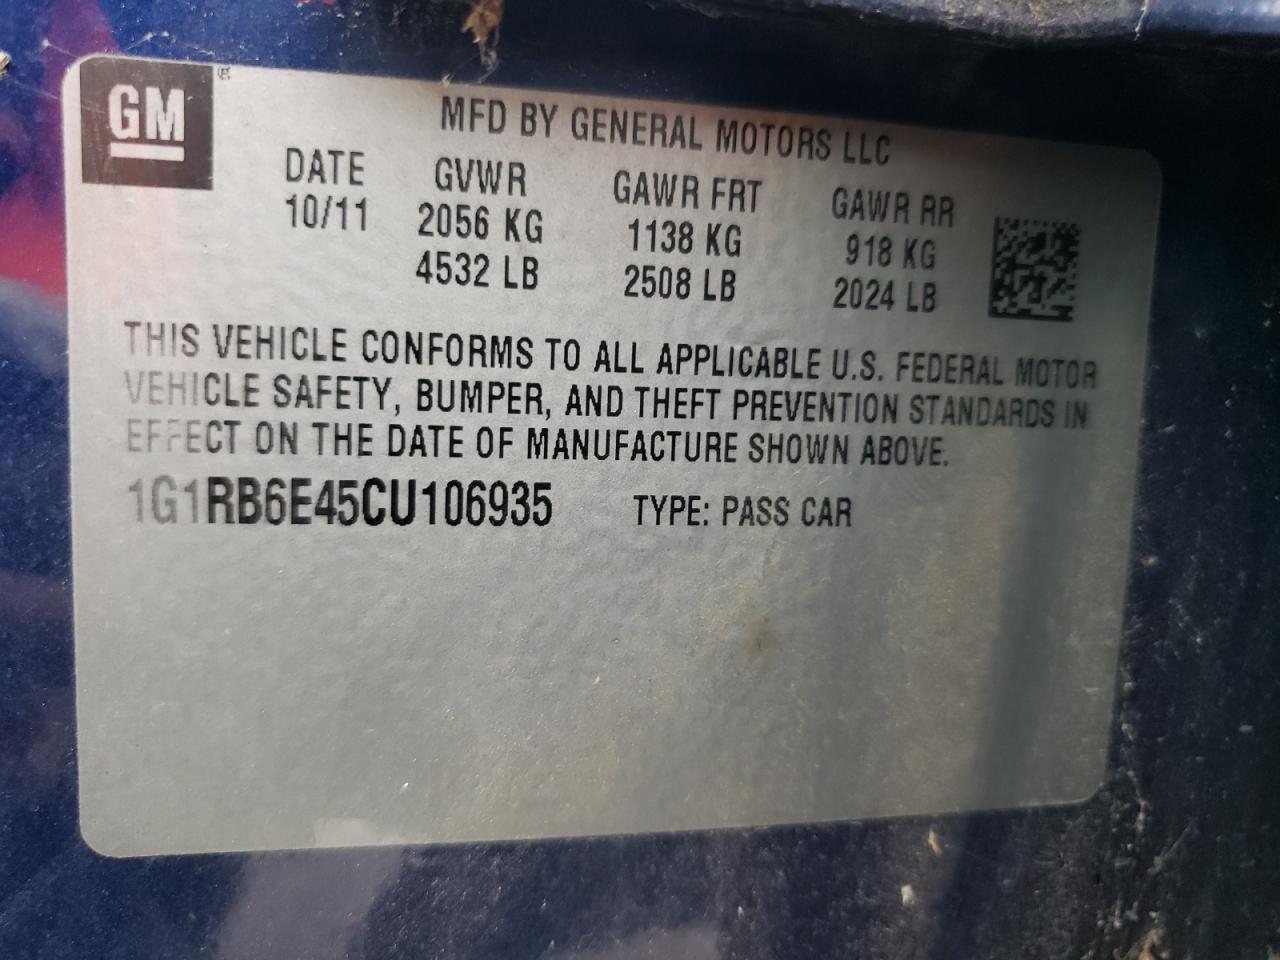 GM
MFD BY GENERAL MOTORS LLC
DATE GVWR GAWR FRT GAWR RR
10/11 2056 KG 1138 KG 918 KG
4532 LB 2508 LB 2024 LB
THIS VEHICLE CONFORMS TO ALL APPLICABLE U.S. FEDERAL MOTOR
VEHICLE SAFETY, BUMPER, AND THEFT PREVENTION STANDARDS IN
EFFECT ON THE DATE OF MANUFACTURE SHOWN ABOVE.
1G1RB6E45CU106935 TYPE: PASS CAR